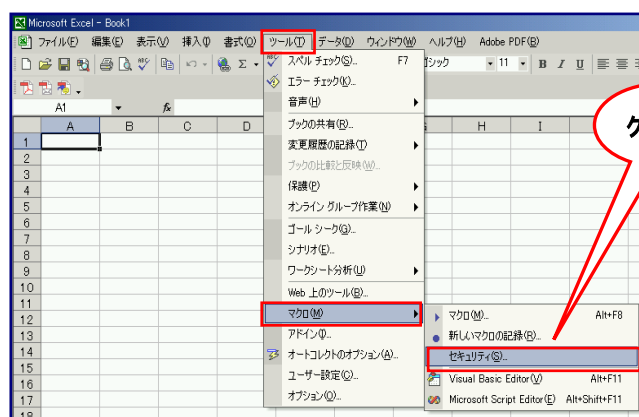 Microsoft Excel - Book1
ファイル(F) 編集(E) 表示(V) 挿入(I) 書式(O) ツール(T) データ(D) ウィンドウ(W) ヘルプ(H) Adobe PDF(B)
スペル チェック(S)... F7
11 B I U
エラー チェック(K)...
音声(H)
A1 fx
A B C D H I
ブックの共有(B)...
変更履歴の記録(T)
ブックの比較と反映(W)...
保護(P)
オンライン グループ作業(N)
ゴール シーク(G)...
シナリオ(E)...
ワークシート分析(U)
Web 上のツール(B)...
マクロ(M)
アドイン(I)...
オートコレクトのオプション(A)...
ユーザー設定(C)...
オプション(O)...
マクロ(M)... Alt+F8
新しいマクロの記録(R)...
セキュリティ(S)...
Visual Basic Editor(V) Alt+F11
Microsoft Script Editor(E) Alt+Shift+F11
1
2
3
4
5
6
7
8
9
10
11
12
13
14
15
16
17
18